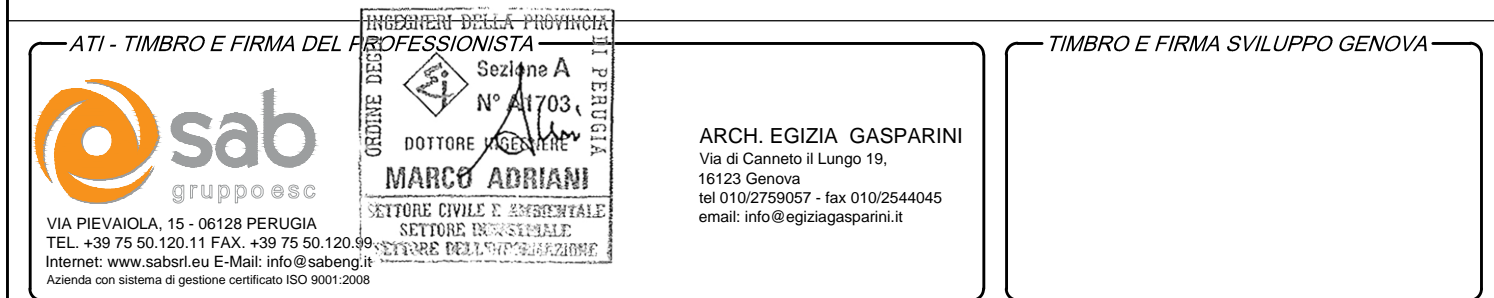 ATI - TIMBRO E FIRMA DEL PROFESSIONISTA
sab
gruppo esc
VIA PIEVAIOLA, 15 - 06128 PERUGIA
TEL. +39 75 50.120.11 FAX. +39 75 50.120.99
Internet: www.sabsrl.eu E-Mail: info@sabeng.it
Azienda con sistema di gestione certificato ISO 9001:2008
ORDINE DEGLI
INGEGNERI DELLA PROVINCIA
DI PERUGIA
Sezione A
N° A1703
DOTTORE INGEGNERE
MARCO ADRIANI
SETTORE CIVILE E AMBIENTALE
SETTORE INDUSTRIALE
SETTORE DELL'INFORMAZIONE
ARCH. EGIZIA GASPARINI
Via di Canneto il Lungo 19,
16123 Genova
tel 010/2759057 - fax 010/2544045
email: info@egiziagasparini.it
TIMBRO E FIRMA SVILUPPO GENOVA